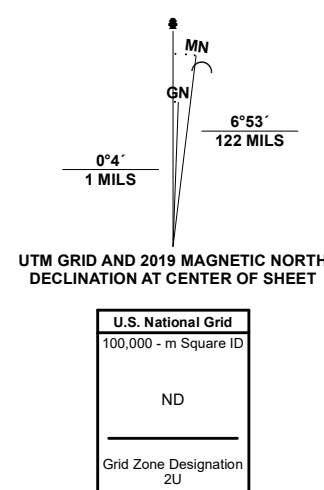 MN
GN
6°53´
122 MILS
0°4´
1 MILS
UTM GRID AND 2019 MAGNETIC NORTH
DECLINATION AT CENTER OF SHEET
U.S. National Grid
100,000 - m Square ID
ND
Grid Zone Designation
2U